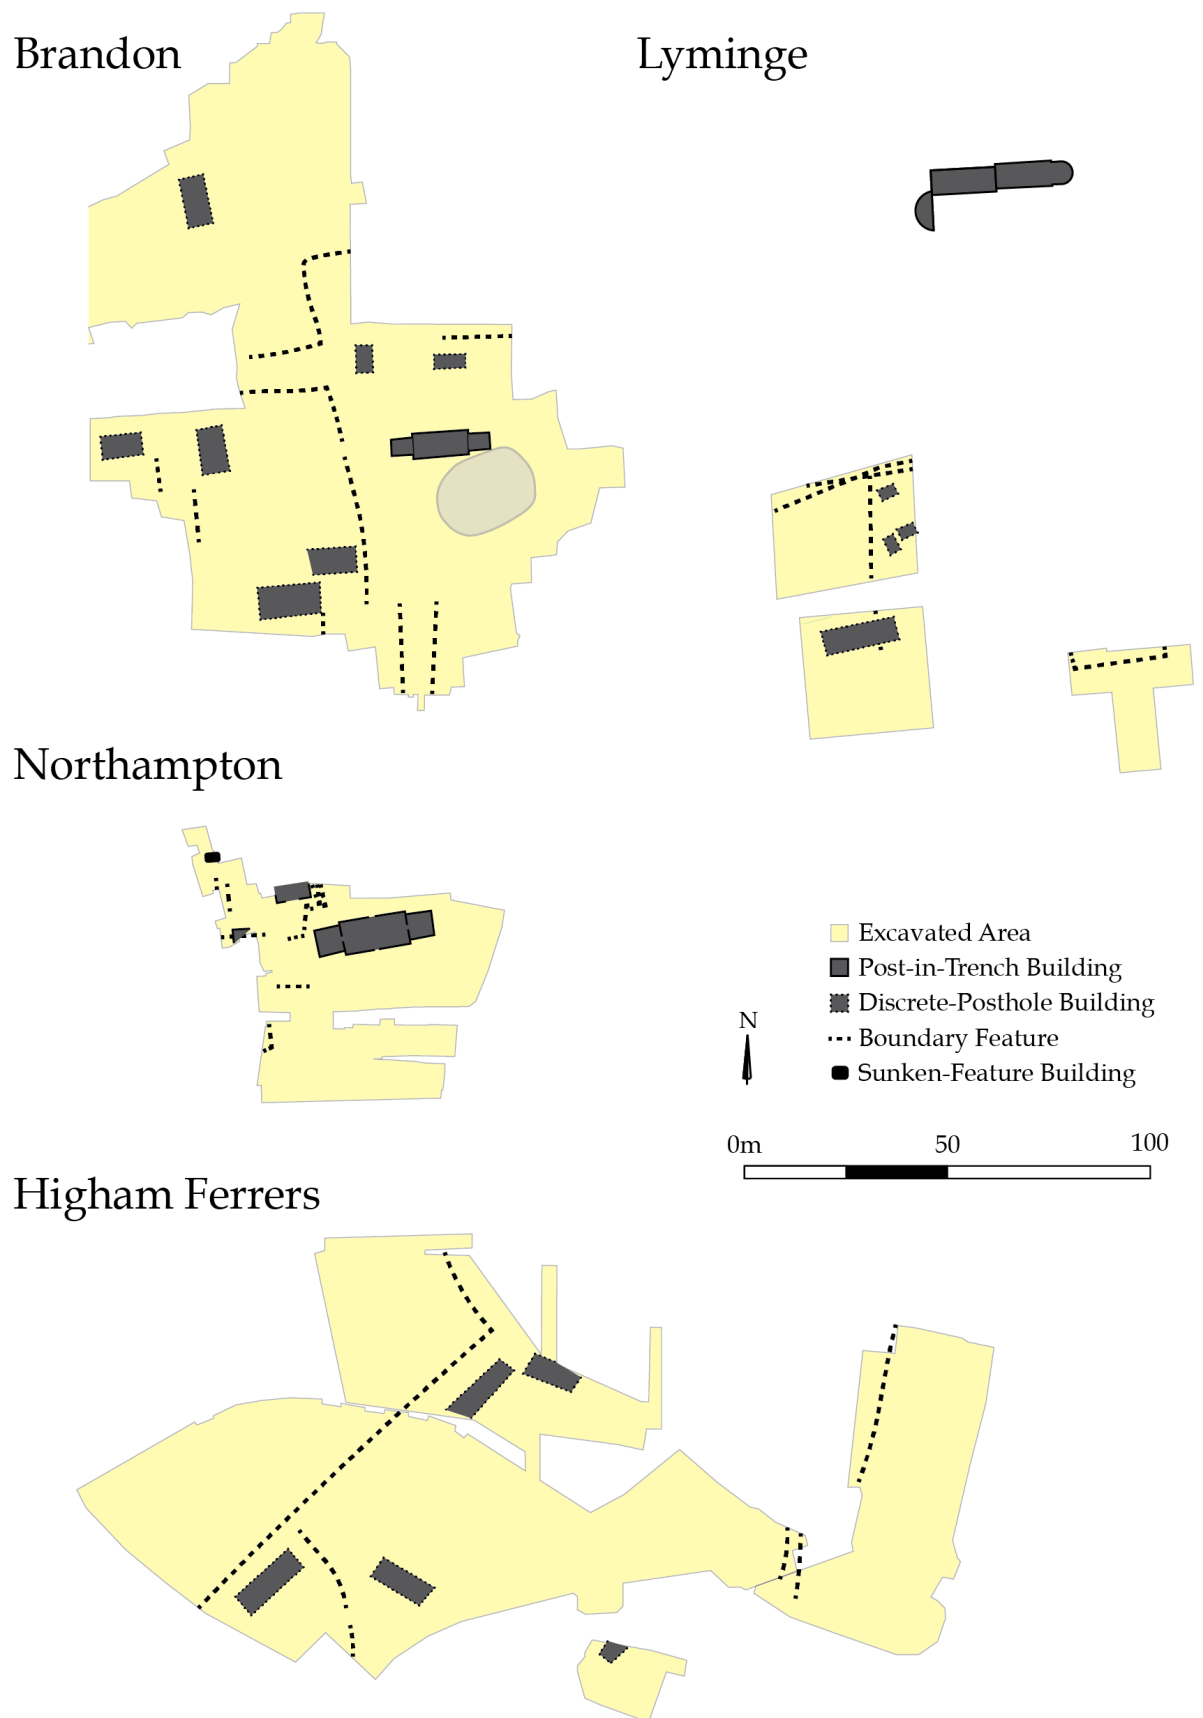 Brandon
Lyminge
Northampton
Excavated Area
Post-in-Trench Building
Discrete-Posthole Building
Boundary Feature
Sunken-Feature Building
N
0m 50 100
Higham Ferrers